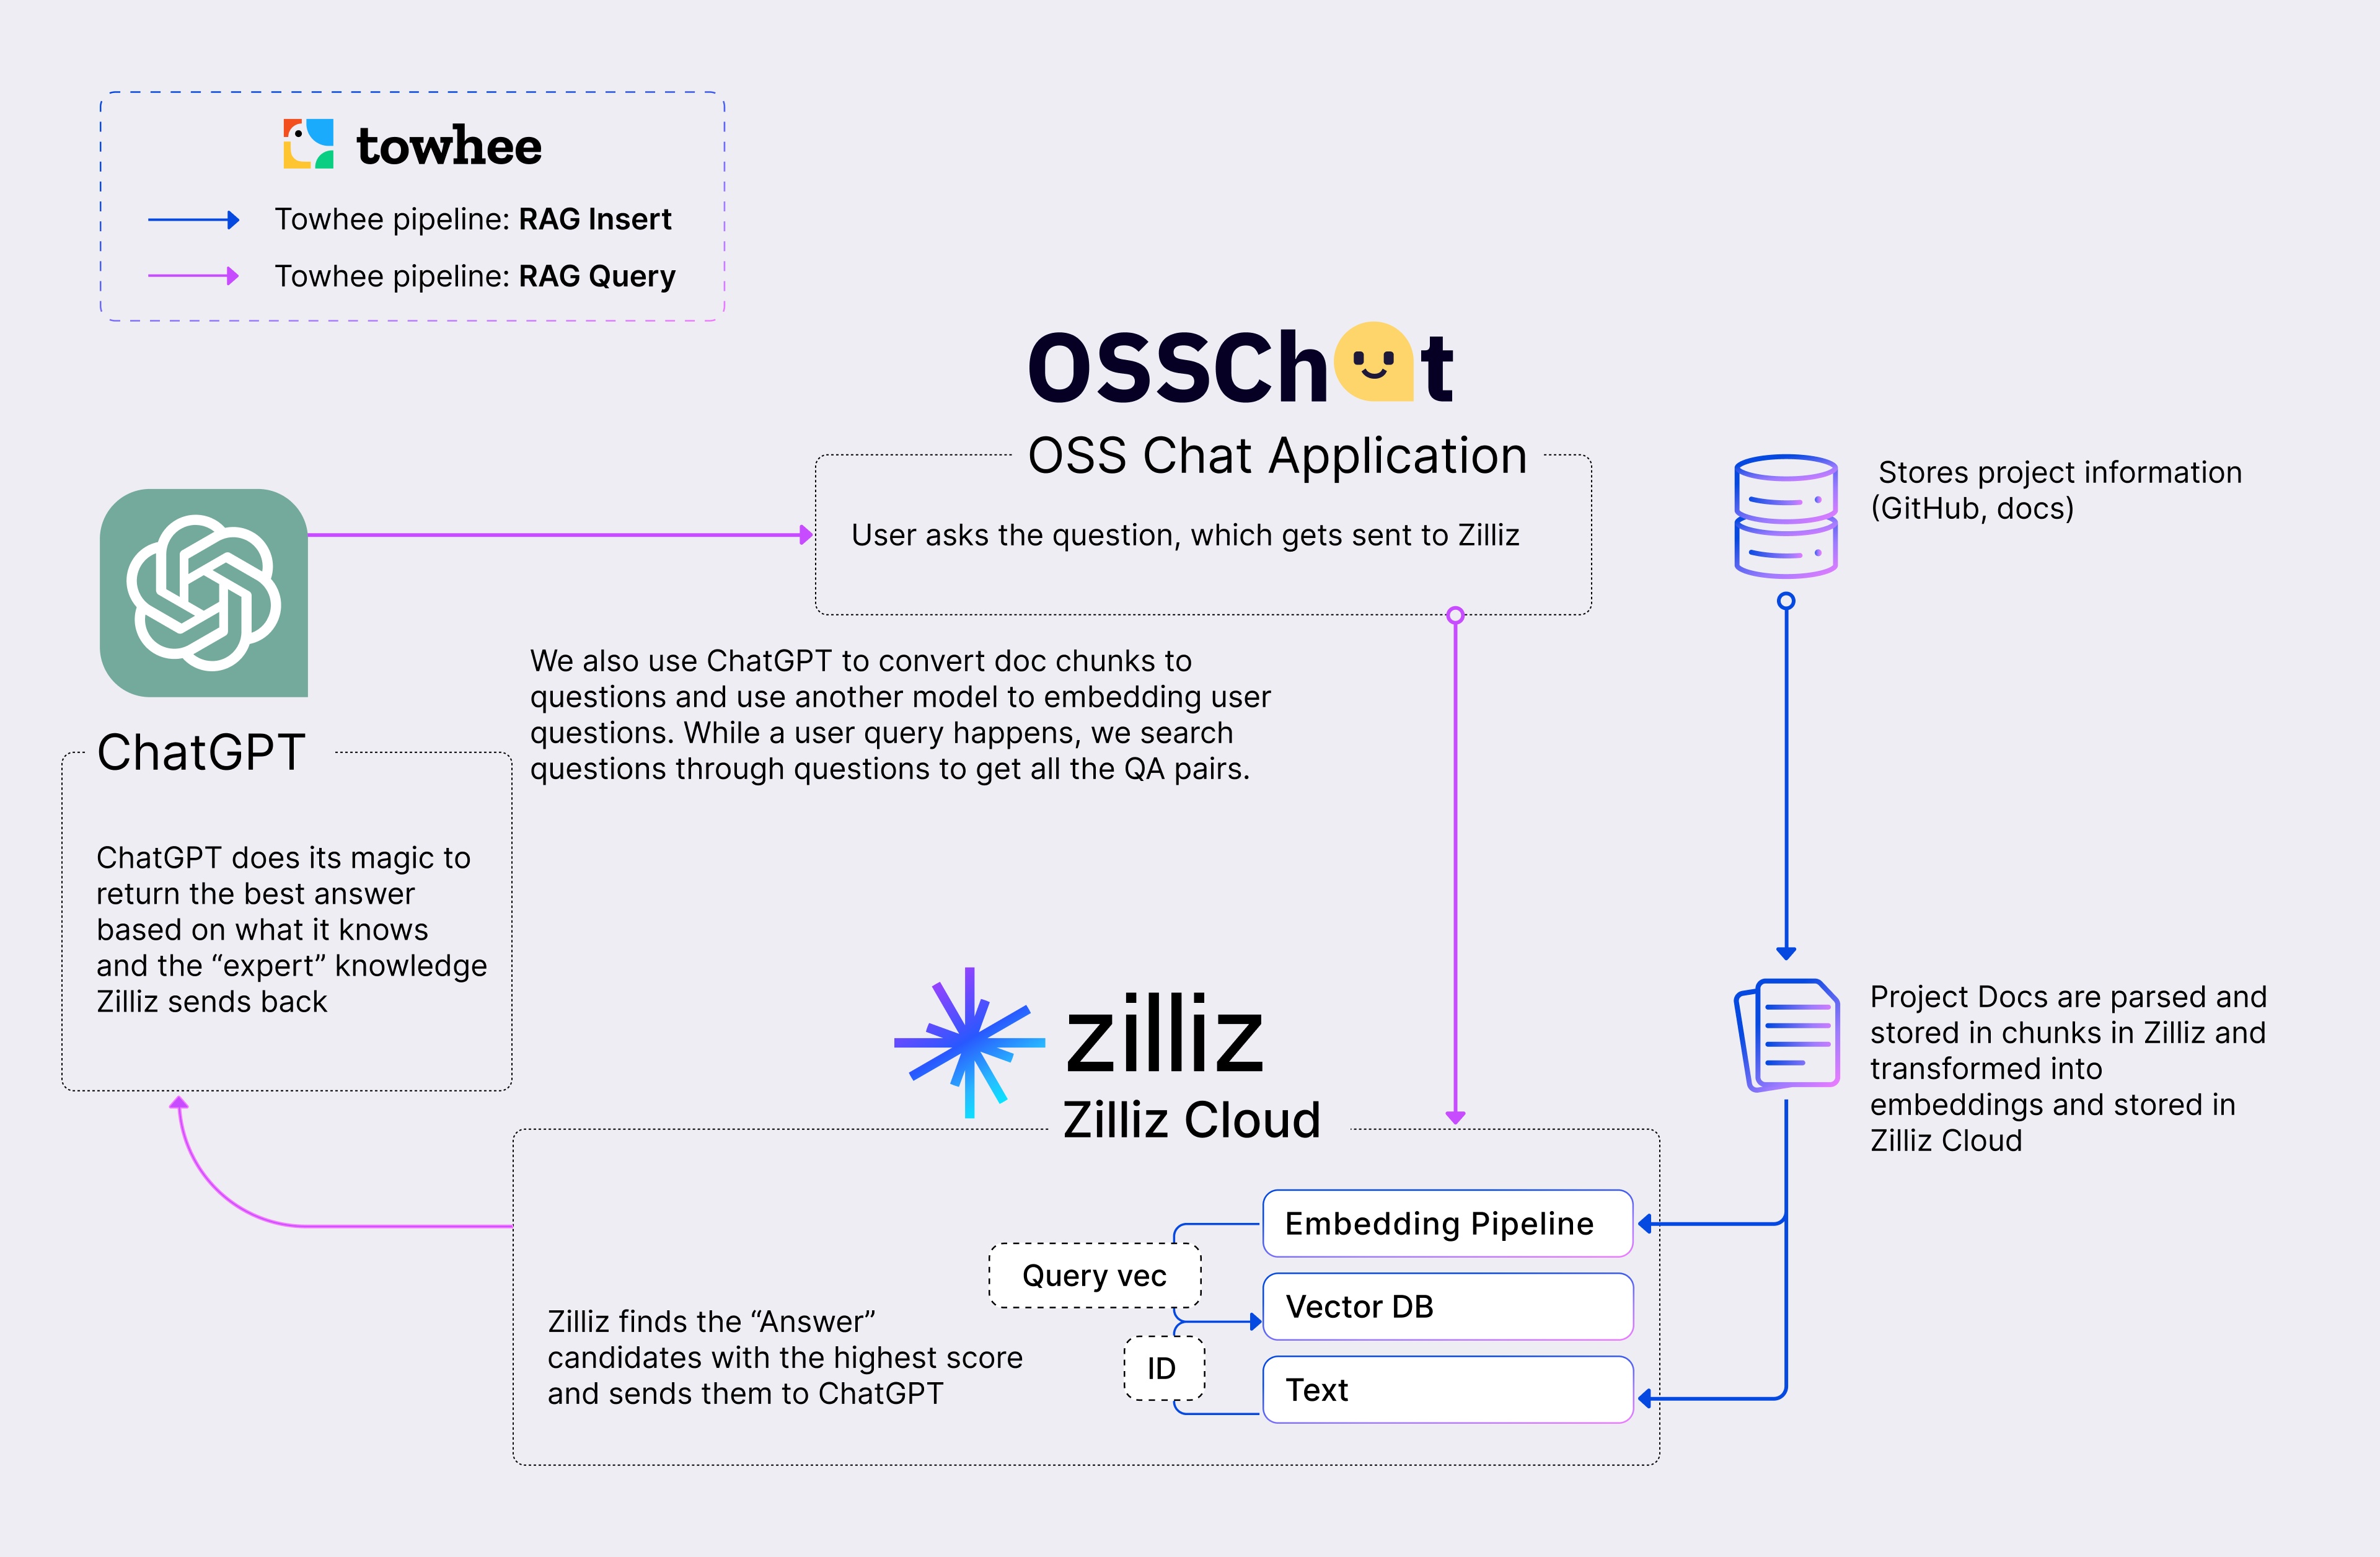 towhee
Towhee pipeline: RAG Insert
Towhee pipeline: RAG Query
OSSChat
OSS Chat Application
User asks the question, which gets sent to Zilliz
Stores project information
(GitHub, docs)
We also use ChatGPT to convert doc chunks to
questions and use another model to embedding user
questions. While a user query happens, we search
questions through questions to get all the QA pairs.
ChatGPT
ChatGPT does its magic to
return the best answer
based on what it knows
and the “expert” knowledge
Zilliz sends back
zilliz
Zilliz Cloud
Project Docs are parsed and
stored in chunks in Zilliz and
transformed into
embeddings and stored in
Zilliz Cloud
Embedding Pipeline
Query vec
Vector DB
ID
Text
Zilliz finds the “Answer”
candidates with the highest score
and sends them to ChatGPT